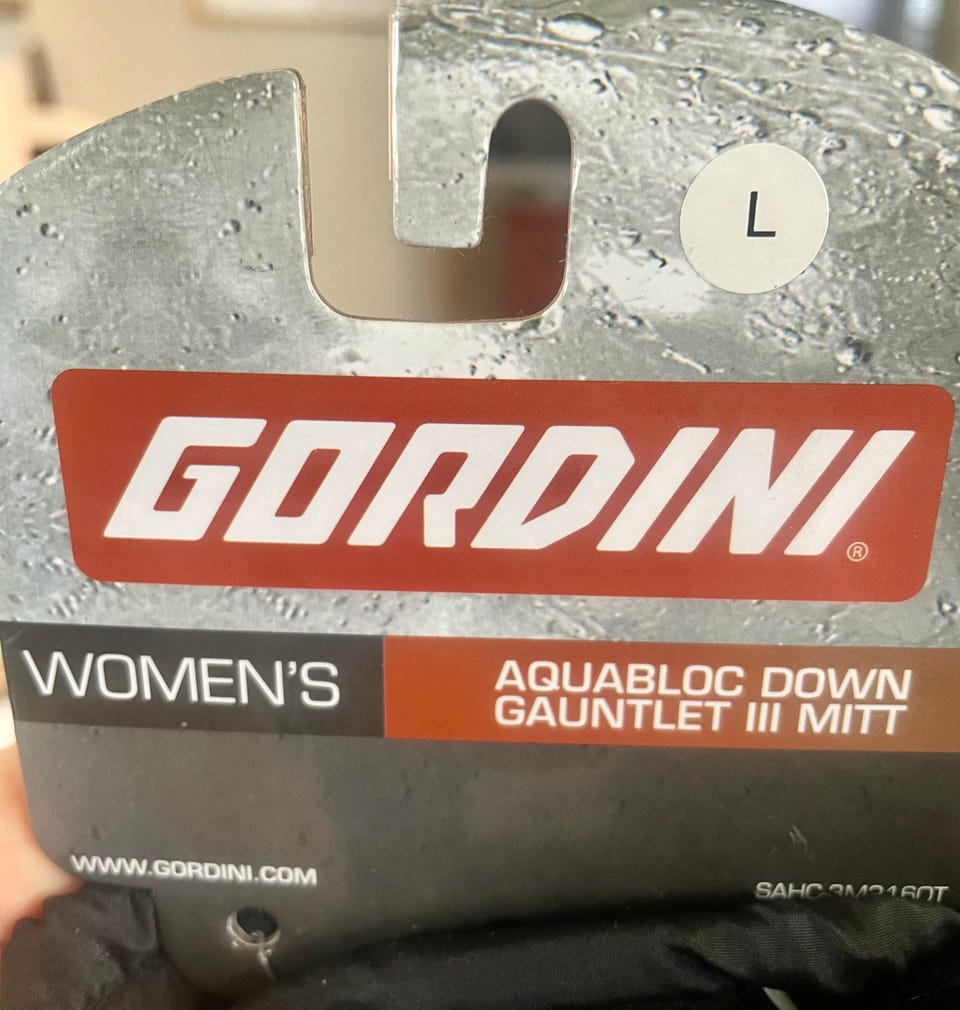 L
GORDINI®
WOMEN'S
AQUABLOC DOWN
GAUNTLET III MITT
WWW.GORDINI.COM